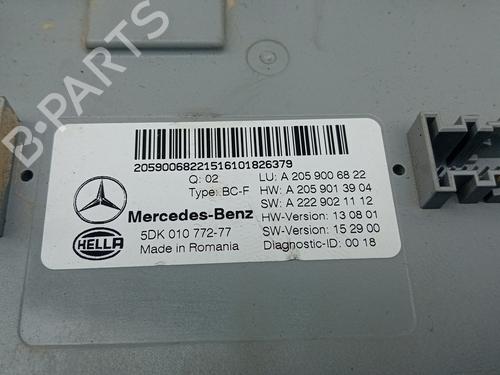 20590068221516101826379
Q: 02
LU: A 205 900 68 22
Type: BC-F
HW: A 205 901 39 04
SW: A 222 902 11 12
Mercedes-Benz
HW-Version: 13 08 01
HELLA
5DK 010 772-77
SW-Version: 15 29 00
Made in Romania
Diagnostic-ID: 00 18
B-PARTS